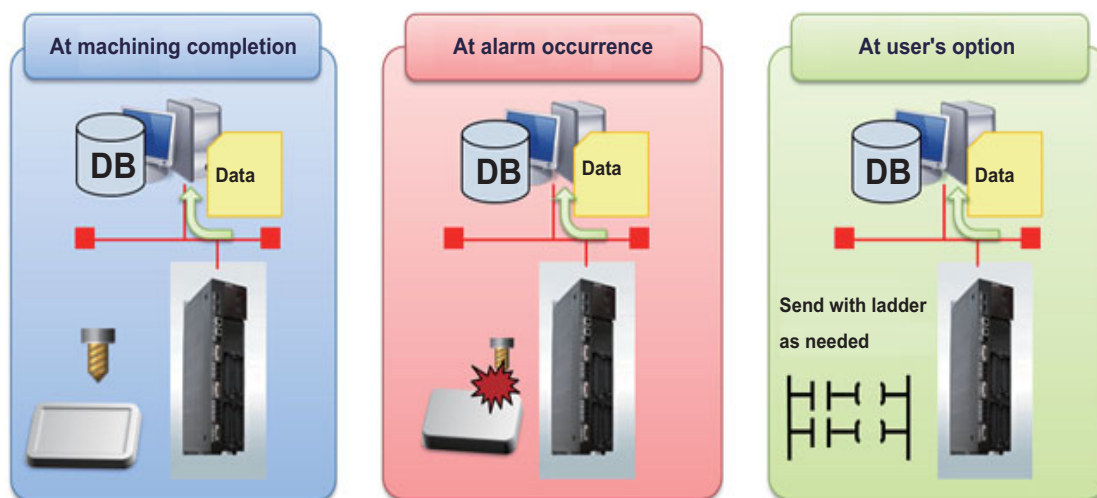 At machining completion
DB
Data
At alarm occurrence
DB
Data
At user's option
DB
Data
Send with ladder
as needed